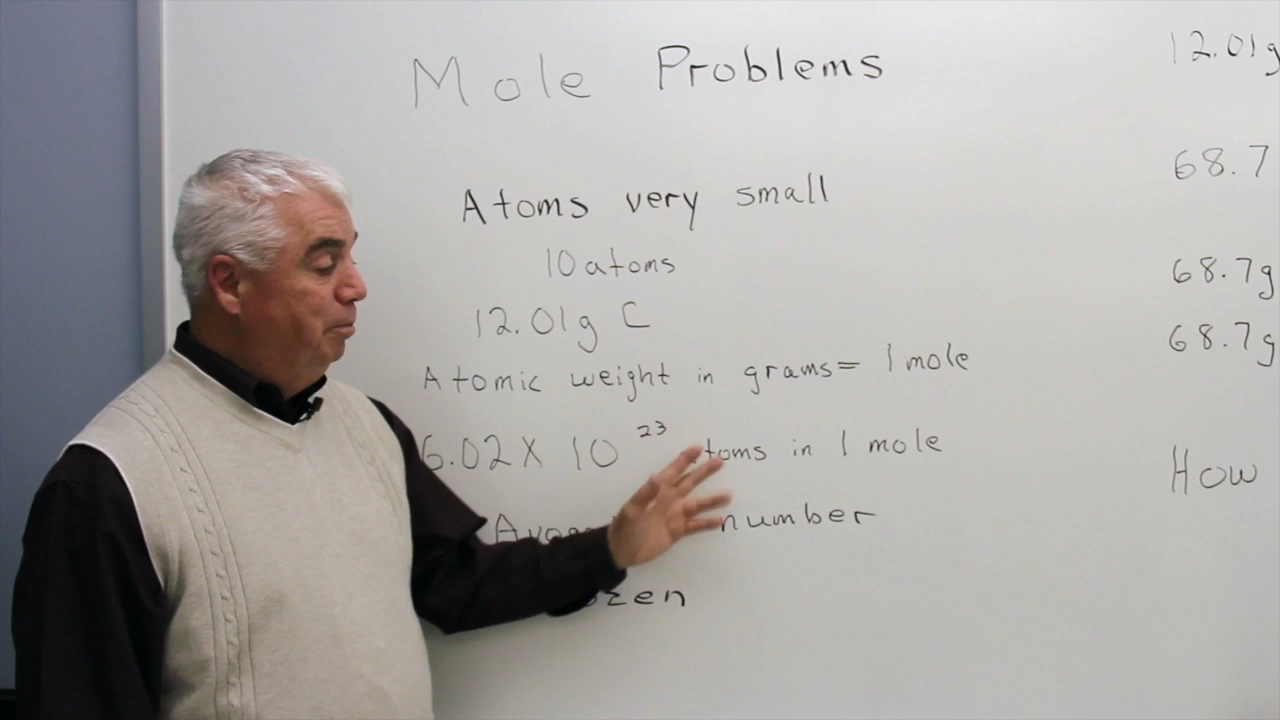 Mole Problems
Atoms very small
10 atoms
12.01g C
Atomic weight in grams= 1 mole
6.02 X 10 23 atoms in 1 mole
number
12.01g
68.7
68.7g
68.7g
How